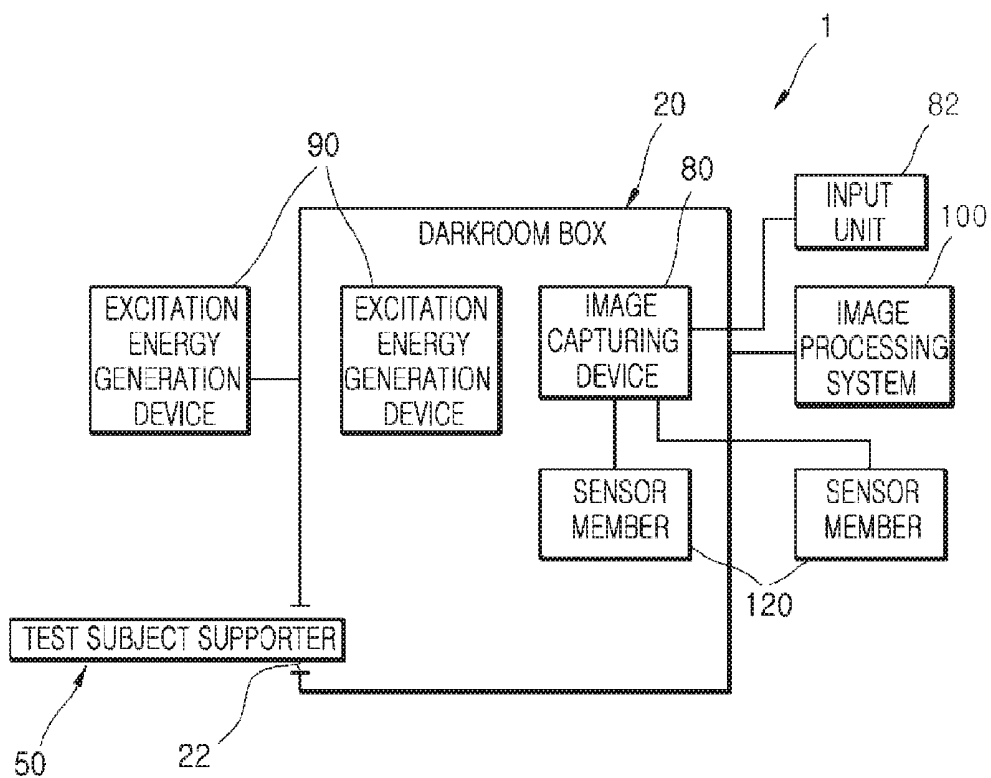 1
20
82
90
80
INPUT
UNIT
100
DARKROOM BOX
EXCITATION
ENERGY
GENERATION
DEVICE
EXCITATION
ENERGY
GENERATION
DEVICE
IMAGE
CAPTURING
DEVICE
IMAGE
PROCESSING
SYSTEM
SENSOR
MEMBER
SENSOR
MEMBER
120
TEST SUBJECT SUPPORTER
50
22